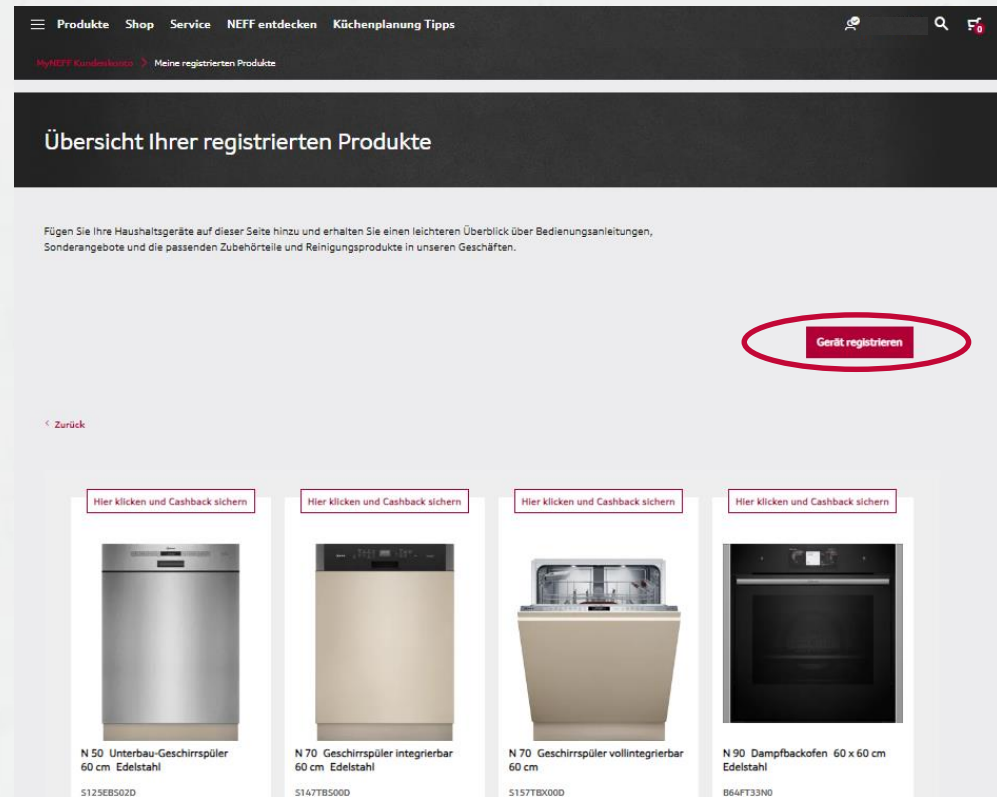 Produkte Shop Service NEFF entdecken Küchenplanung Tipps
0
MyNEFF Kundenkonto > Meine registrierten Produkte
Übersicht Ihrer registrierten Produkte
Fügen Sie Ihre Haushaltsgeräte auf dieser Seite hinzu und erhalten Sie einen leichteren Überblick über Bedienungsanleitungen,
Sonderangebote und die passenden Zubehörteile und Reinigungsprodukte in unseren Geschäften.
Gerät registrieren
< Zurück
Hier klicken und Cashback sichern
N 50 Unterbau-Geschirrspüler
60 cm Edelstahl
S125EBS02D
Hier klicken und Cashback sichern
N 70 Geschirrspüler integrierbar
60 cm Edelstahl
S147TBS00D
Hier klicken und Cashback sichern
N 70 Geschirrspüler vollintegrierbar
60 cm
S157TBX00D
Hier klicken und Cashback sichern
N 90 Dampfbackofen 60 x 60 cm
Edelstahl
B64FT33N0